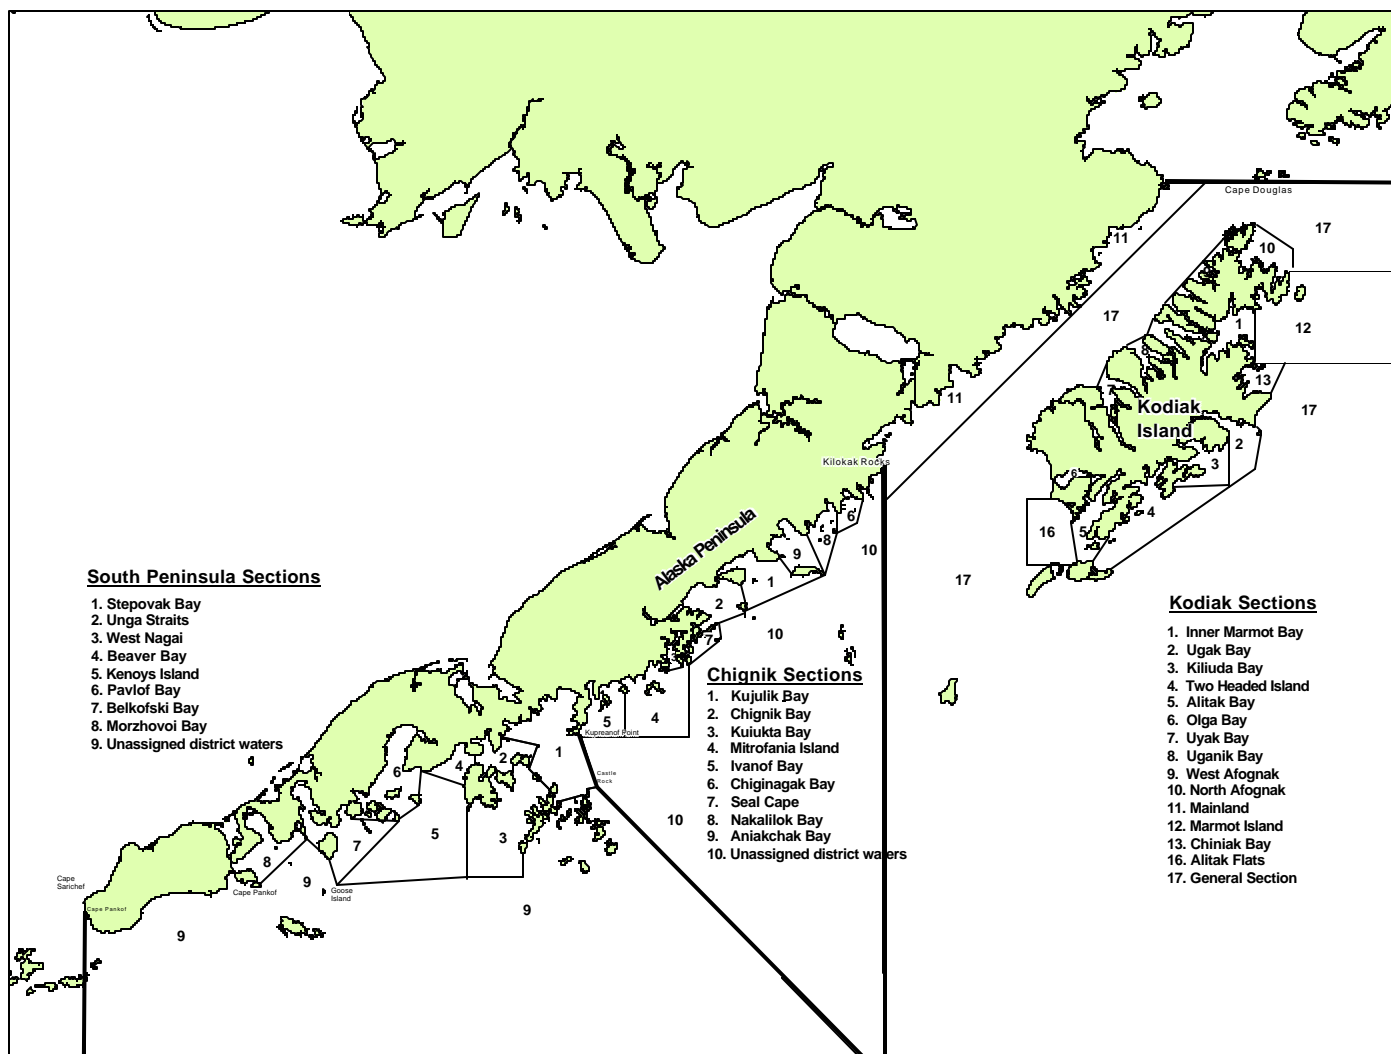 Cape Douglas
17
11
10
17
1
12
8
13
11
7
17
Kodiak
Island
2
Kilokak Rocks
3
6
4
6
16
5
8
10
9
Alaska Peninsula
1
17
2
10
7
South Peninsula Sections
1. Stepovak Bay
2. Unga Straits
3. West Nagai
4. Beaver Bay
5. Kenoys Island
6. Pavlof Bay
7. Belkofski Bay
8. Morzhovoi Bay
9. Unassigned district waters
Chignik Sections
1. Kujulik Bay
2. Chignik Bay
3. Kuiukta Bay
4. Mitrofania Island
5. Ivanof Bay
6. Chiginagak Bay
7. Seal Cape
8. Nakalilok Bay
9. Aniakchak Bay
10. Unassigned district waters
Kodiak Sections
1. Inner Marmot Bay
2. Ugak Bay
3. Kiliuda Bay
4. Two Headed Island
5. Alitak Bay
6. Olga Bay
7. Uyak Bay
8. Uganik Bay
9. West Afognak
10. North Afognak
11. Mainland
12. Marmot Island
13. Chiniak Bay
16. Alitak Flats
17. General Section
5
4
Kupreanof Point
1
2
4
6
Castle
Rock
10
5
3
7
8
9
Cape
Sarichef
Cape Pankof
Cape Pankof
Goose
Island
9
9